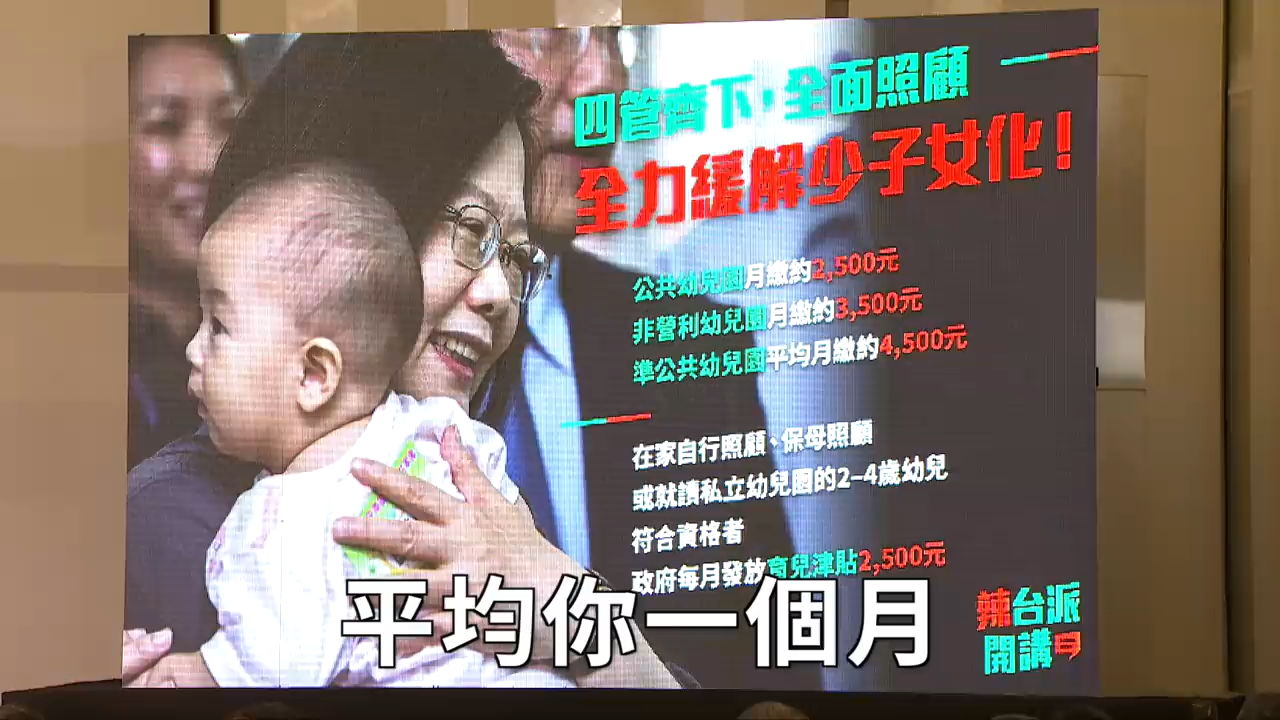 四管齊下,全面照顧
全力緩解少子女化!
公共幼兒園月繳約2,500元
非營利幼兒園月繳約3,500元
準公共幼兒園平均月繳約4,500元
在家自行照顧、保母照顧
或就讀私立幼兒園的2–4歲幼兒
符合資格者
政府每月發放育兒津貼2,500元
辣台派
開講
平均你一個月